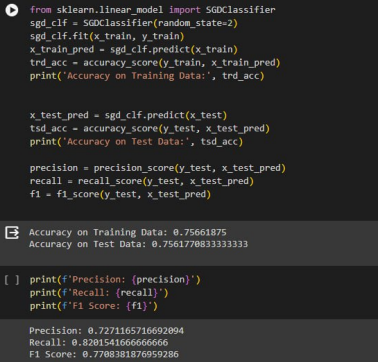 from sklearn.linear_model import SGDClassifier
sgd_clf = SGDClassifier(random_state=2)
sgd_clf.fit(x_train, y_train)
x_train_pred = sgd_clf.predict(x_train)
trd_acc = accuracy_score(y_train, x_train_pred)
print('Accuracy on Training Data:', trd_acc)
x_test_pred = sgd_clf.predict(x_test)
tsd_acc = accuracy_score(y_test, x_test_pred)
print('Accuracy on Test Data:', tsd_acc)
precision = precision_score(y_test, x_test_pred)
recall = recall_score(y_test, x_test_pred)
f1 = f1_score(y_test, x_test_pred)
Accuracy on Training Data: 0.75661875
Accuracy on Test Data: 0.7561770833333333
[ ] print(f'Precision: {precision}')
print(f'Recall: {recall}')
print(f'F1 Score: {f1}')
Precision: 0.7271165716692094
Recall: 0.8201541666666666
F1 Score: 0.7708381876959286